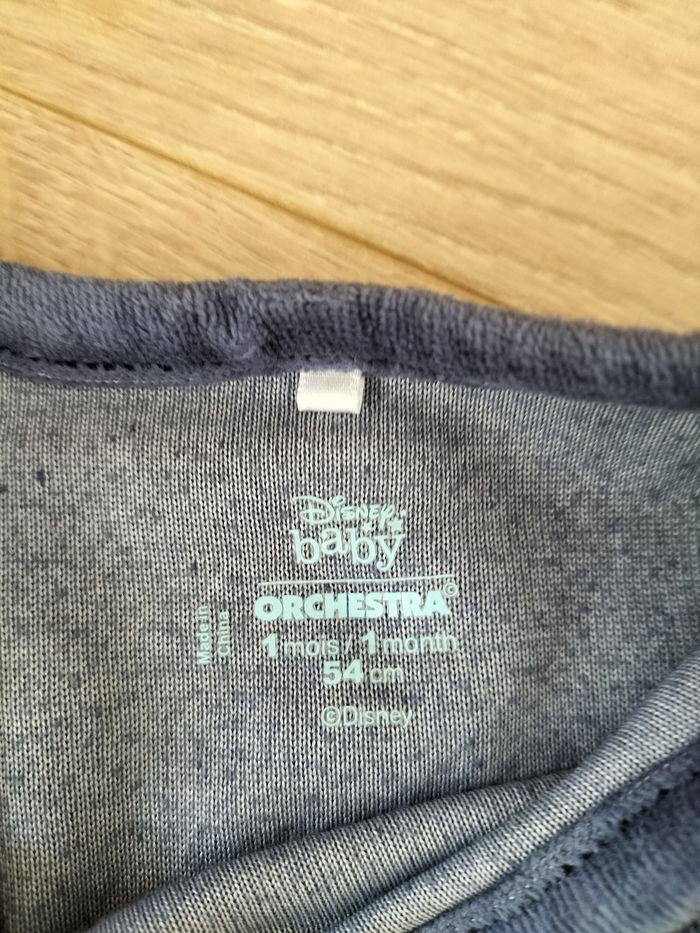 Disney
baby
ORCHESTRA©
Made in
China
1 mois / 1 month
54 cm
©Disney